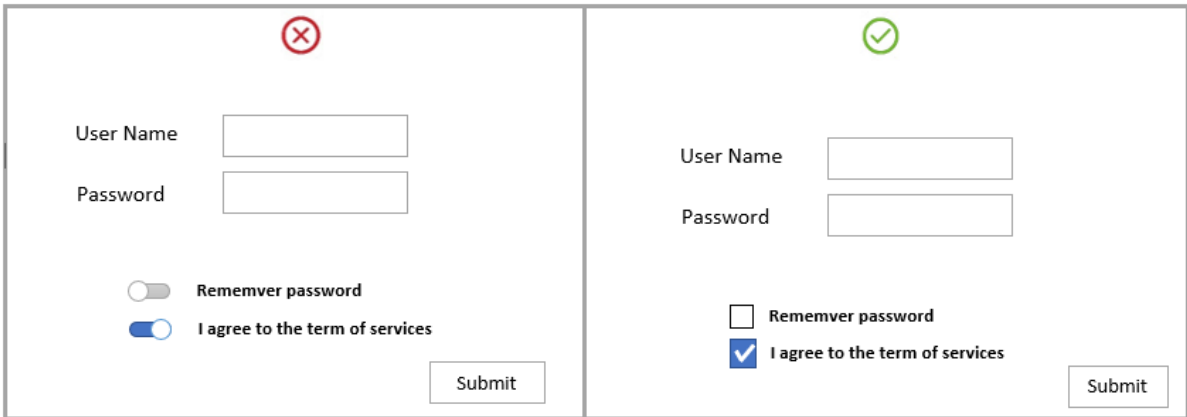 User Name
Password
Rememver password
I agree to the term of services
Submit
User Name
Password
Rememver password
I agree to the term of services
Submit